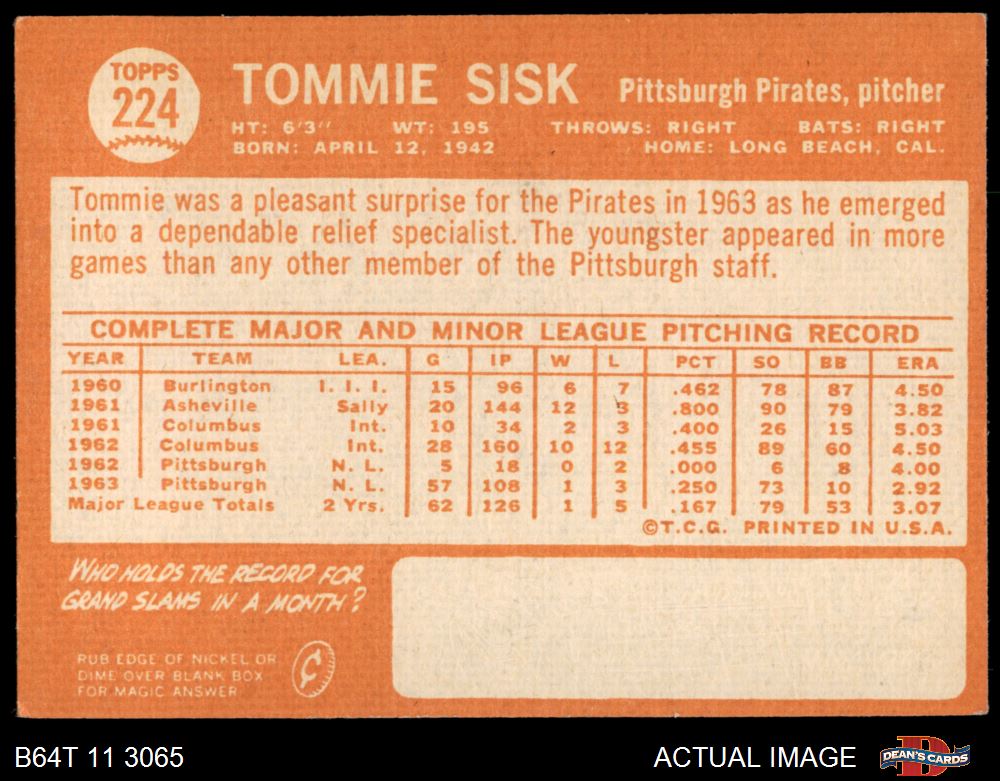 TOPPS
224
TOMMIE SISK Pittsburgh Pirates, pitcher
HT: 6'3'' WT: 195 THROWS: RIGHT BATS: RIGHT
BORN: APRIL 12, 1942 HOME: LONG BEACH, CAL.
Tommie was a pleasant surprise for the Pirates in 1963 as he emerged
into a dependable relief specialist. The youngster appeared in more
games than any other member of the Pittsburgh staff.
COMPLETE MAJOR AND MINOR LEAGUE PITCHING RECORD
YEAR TEAM LEA. G IP W L PCT SO BB ERA
1960 Burlington I. I. I. 15 96 6 7 .462 78 87 4.50
1961 Asheville Sally 20 144 12 3 .800 90 79 3.82
1961 Columbus Int. 10 34 2 3 .400 26 15 5.03
1962 Columbus Int. 28 160 10 12 .455 89 60 4.50
1962 Pittsburgh N. L. 5 18 0 2 .000 6 8 4.00
1963 Pittsburgh N. L. 57 108 1 3 .250 73 10 2.92
Major League Totals 2 Yrs. 62 126 1 5 .167 79 53 3.07
©T.C.G. PRINTED IN U.S.A.
WHO HOLDS THE RECORD FOR
GRAND SLAMS IN A MONTH?
RUB EDGE OF NICKEL OR
DIME OVER BLANK BOX
FOR MAGIC ANSWER
B64T 11 3065 ACTUAL IMAGE DEAN'S CARDS